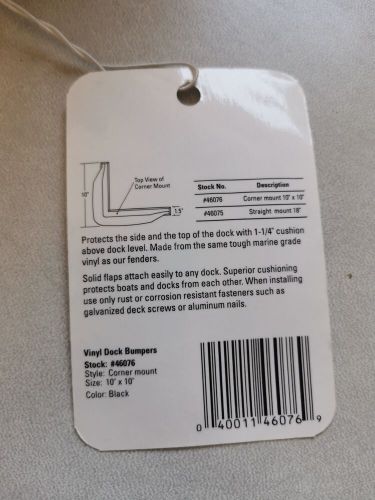 Top View of
Corner Mount
10"
1.5"
Stock No. Description
#46076 Corner mount 10" x 10"
#46075 Straight mount 18"
Protects the side and the top of the dock with 1-1/4" cushion
above dock level. Made from the same tough marine grade
vinyl as our fenders.
Solid flaps attach easily to any dock. Superior cushioning
protects boats and docks from each other. When installing
use only rust or corrosion resistant fasteners such as
galvanized deck screws or aluminum nails.
Vinyl Dock Bumpers
Stock: #46076
Style: Corner mount
Size: 10" x 10"
Color: Black
0 40011 46076 9